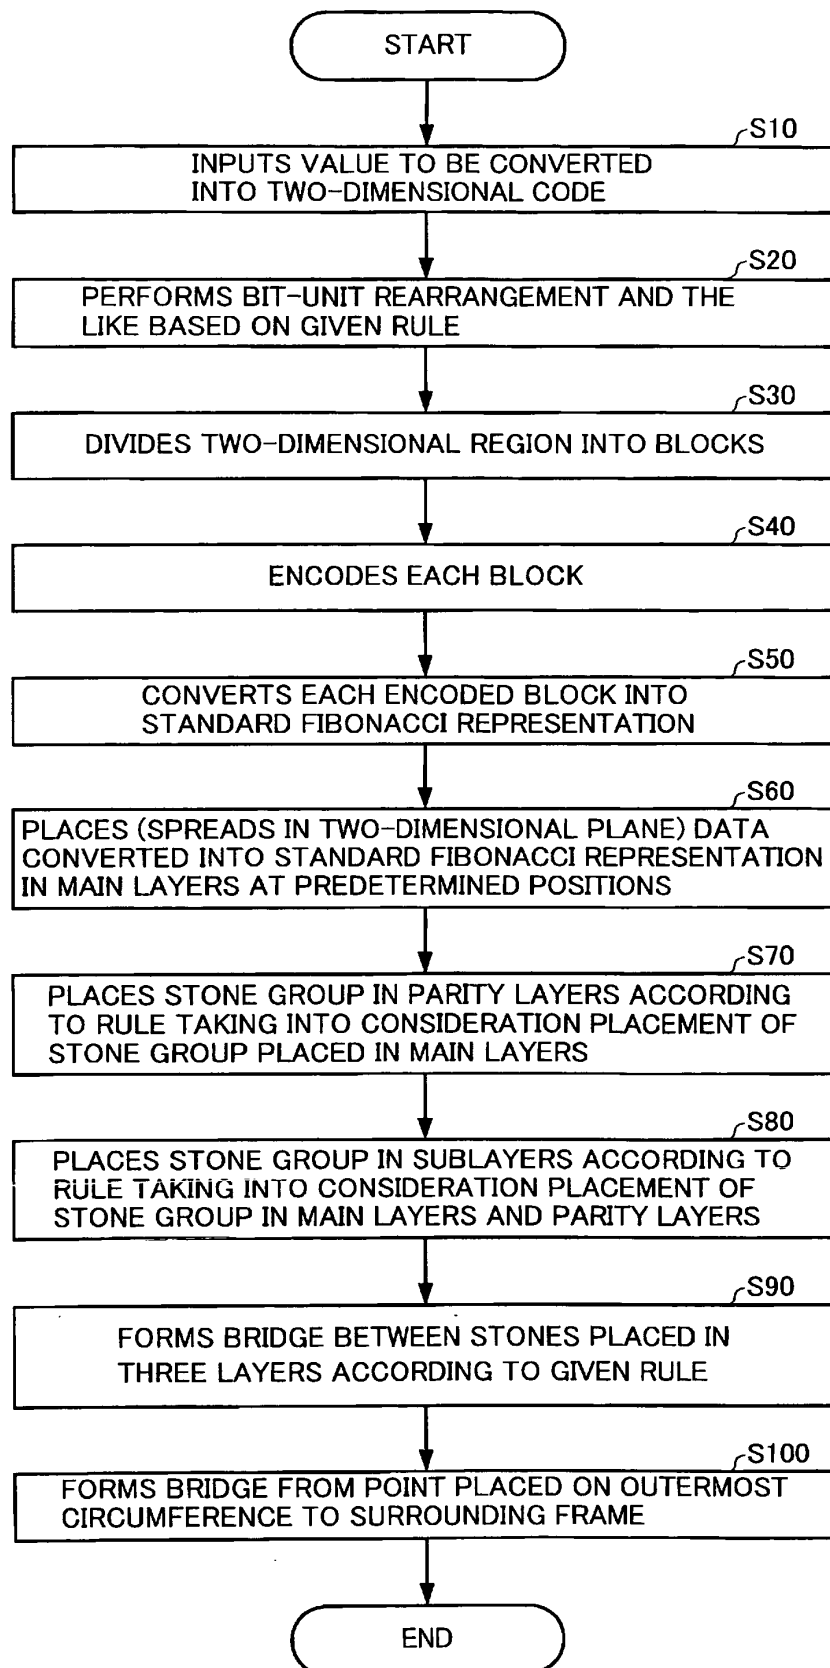 START
S10
INPUTS VALUE TO BE CONVERTED
INTO TWO-DIMENSIONAL CODE
S20
PERFORMS BIT-UNIT REARRANGEMENT AND THE
LIKE BASED ON GIVEN RULE
S30
DIVIDES TWO-DIMENSIONAL REGION INTO BLOCKS
S40
ENCODES EACH BLOCK
S50
CONVERTS EACH ENCODED BLOCK INTO
STANDARD FIBONACCI REPRESENTATION
S60
PLACES (SPREADS IN TWO-DIMENSIONAL PLANE) DATA
CONVERTED INTO STANDARD FIBONACCI REPRESENTATION
IN MAIN LAYERS AT PREDETERMINED POSITIONS
S70
PLACES STONE GROUP IN PARITY LAYERS ACCORDING
TO RULE TAKING INTO CONSIDERATION PLACEMENT OF
STONE GROUP PLACED IN MAIN LAYERS
S80
PLACES STONE GROUP IN SUBLAYERS ACCORDING TO
RULE TAKING INTO CONSIDERATION PLACEMENT OF
STONE GROUP IN MAIN LAYERS AND PARITY LAYERS
S90
FORMS BRIDGE BETWEEN STONES PLACED IN
THREE LAYERS ACCORDING TO GIVEN RULE
S100
FORMS BRIDGE FROM POINT PLACED ON OUTERMOST
CIRCUMFERENCE TO SURROUNDING FRAME
END